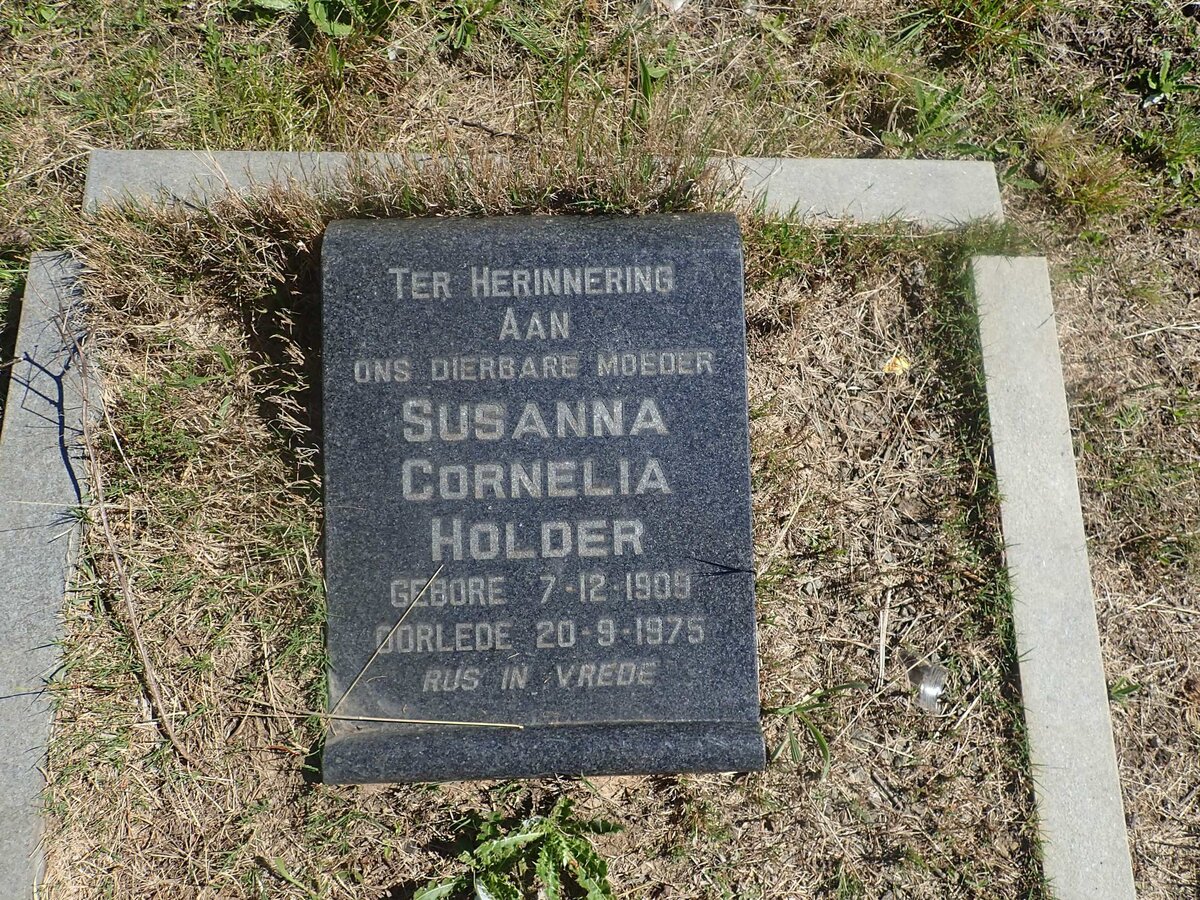 TER HERINNERING
AAN
ONS DIERBARE MOEDER
SUSANNA
CORNELIA
HOLDER
GEBORE 7-12-1909
OORLEDE 20-9-1975
RUS IN VREDE